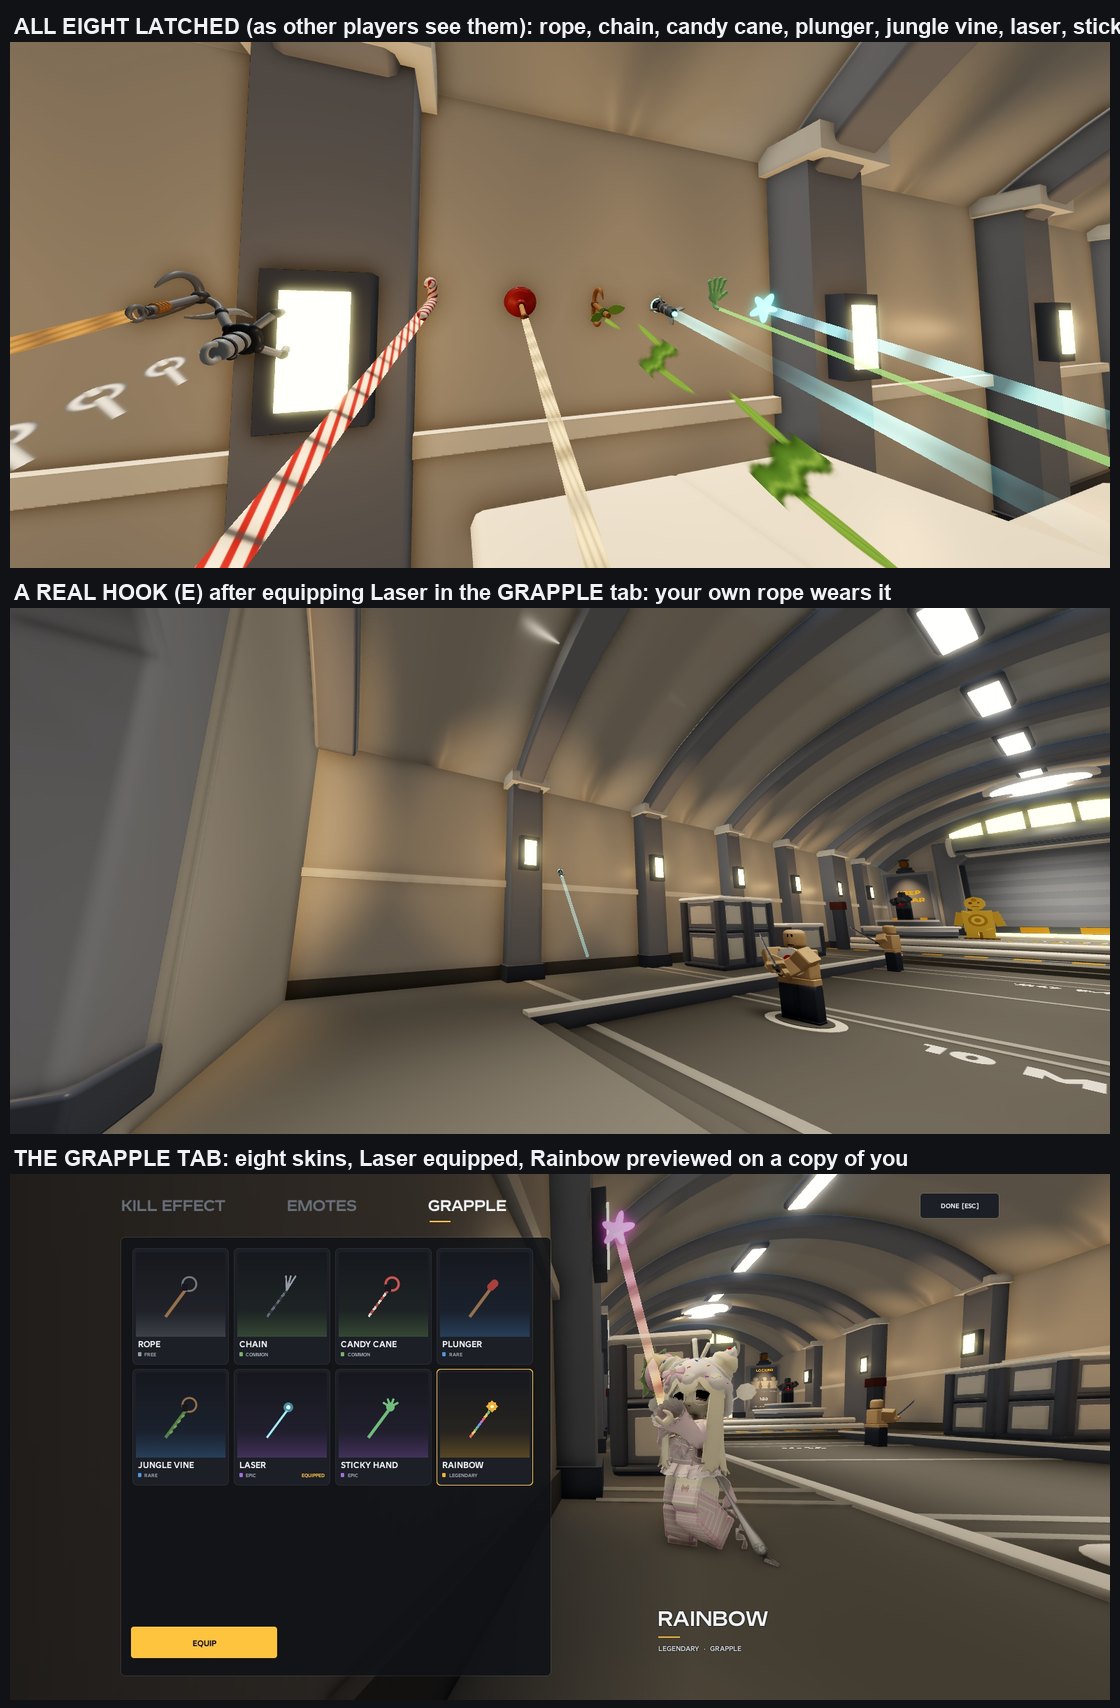 ALL EIGHT LATCHED (as other players see them): rope, chain, candy cane, plunger, jungle vine, laser, stick
A REAL HOOK (E) after equipping Laser in the GRAPPLE tab: your own rope wears it
10 M
THE GRAPPLE TAB: eight skins, Laser equipped, Rainbow previewed on a copy of you
KILL EFFECT
EMOTES
GRAPPLE
DONE [ESC]
ROPE
FREE
CHAIN
COMMON
CANDY CANE
COMMON
PLUNGER
RARE
JUNGLE VINE
RARE
LASER
EPIC
EQUIPPED
STICKY HAND
EPIC
RAINBOW
LEGENDARY
EQUIP
RAINBOW
LEGENDARY · GRAPPLE